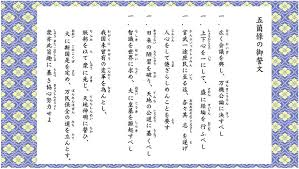 五箇條の御誓文
一 広く会議を興し、万機公論に決すべし
一 上下心を一にして、盛に経綸を行ふべし
一 官武一途庶民に至る迄、各々其志を遂げ
人心をして倦ざらしめんことを要す
一 旧来の陋習を破り、天地の公道に基くべし
一 智識を世界に求め、大に皇基を振起すべし
我国未曽有の変革を為んとし、
朕躬を以て衆に先んじ、天地神明に誓ひ、
大に斯国是を定め、万民保全の道を立んとす。
衆亦此旨趣に基き協心努力せよ